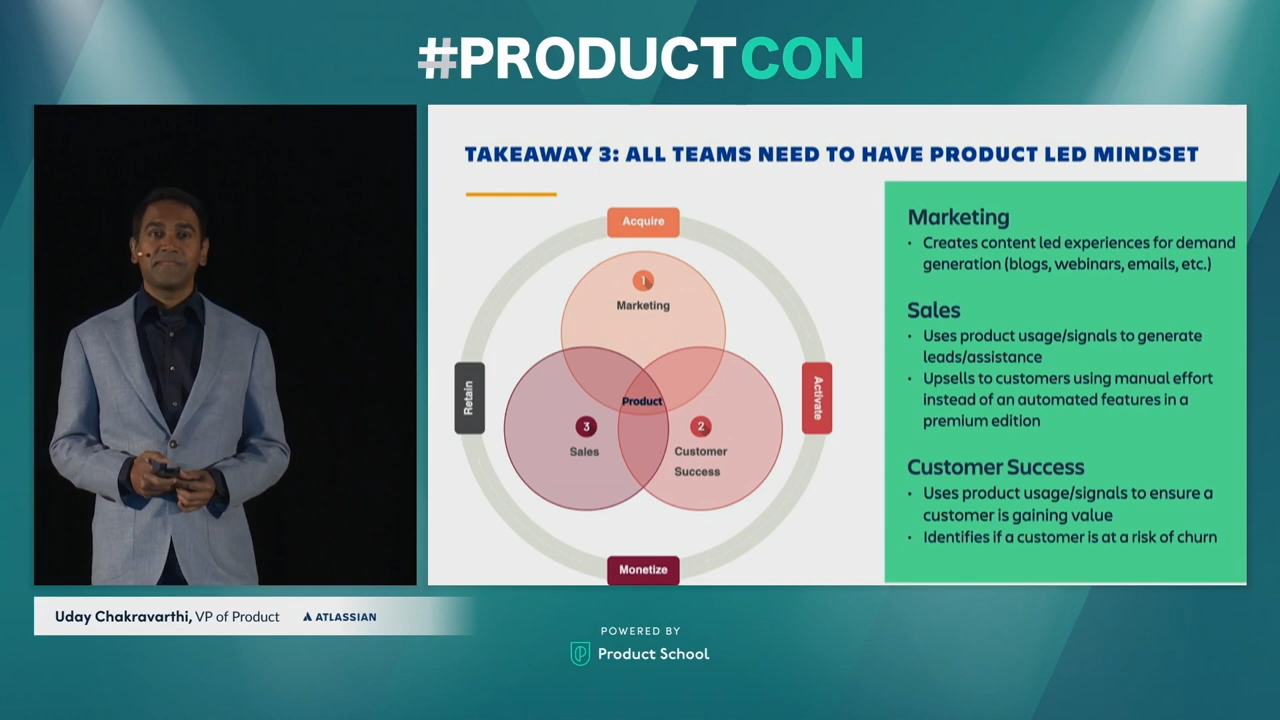 #PRODUCTCON
TAKEAWAY 3: ALL TEAMS NEED TO HAVE PRODUCT LED MINDSET
Acquire
1
Marketing
Retain
Product
Activate
3
Sales
2
Customer
Success
Monetize
Marketing
• Creates content led experiences for demand
generation (blogs, webinars, emails, etc.)
Sales
• Uses product usage/signals to generate
leads/assistance
• Upsells to customers using manual effort
instead of an automated features in a
premium edition
Customer Success
• Uses product usage/signals to ensure a
customer is gaining value
• Identifies if a customer is at a risk of churn
Uday Chakravarthi, VP of Product ATLASSIAN
POWERED BY
Product School